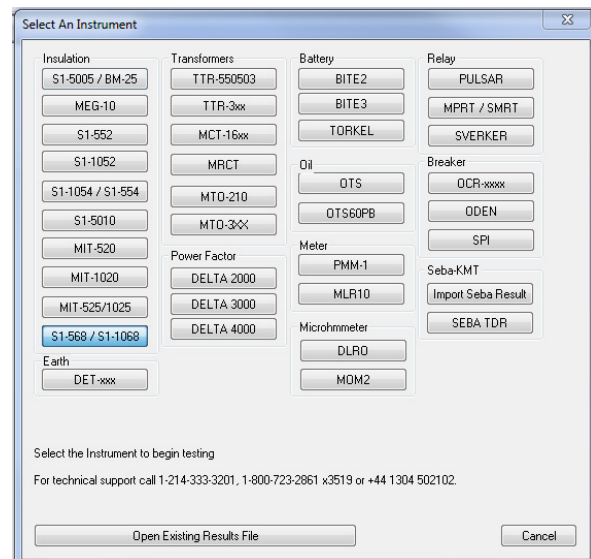 Select An Instrument
Insulation
S1-5005 / BM-25
MEG-10
S1-552
S1-1052
S1-1054 / S1-554
S1-5010
MIT-520
MIT-1020
MIT-525/1025
S1-568 / S1-1068
Earth
DET-xxx
Transformers
TTR-550503
TTR-3xx
MCT-16xx
MRCT
MTO-210
MTO-3XX
Power Factor
DELTA 2000
DELTA 3000
DELTA 4000
Battery
BITE2
BITE3
TORKEL
Oil
OTS
OTS60PB
Meter
PMM-1
MLR10
Microhmmeter
DLRO
MOM2
Relay
PULSAR
MPRT / SMRT
SVERKER
Breaker
OCR-xxxx
ODEN
SPI
Seba-KMT
Import Seba Result
SEBA TDR
Select the Instrument to begin testing
For technical support call 1-214-333-3201, 1-800-723-2861 x3519 or +44 1304 502102.
Open Existing Results File
Cancel